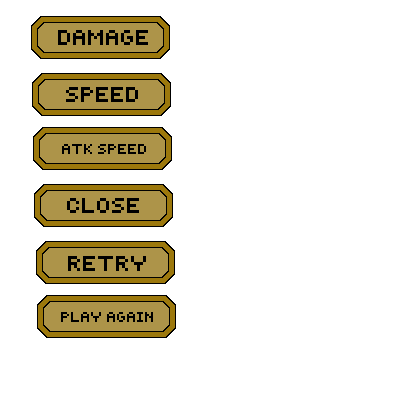 DAMAGE
SPEED
ATK SPEED
CLOSE
RETRY
PLAY AGAIN